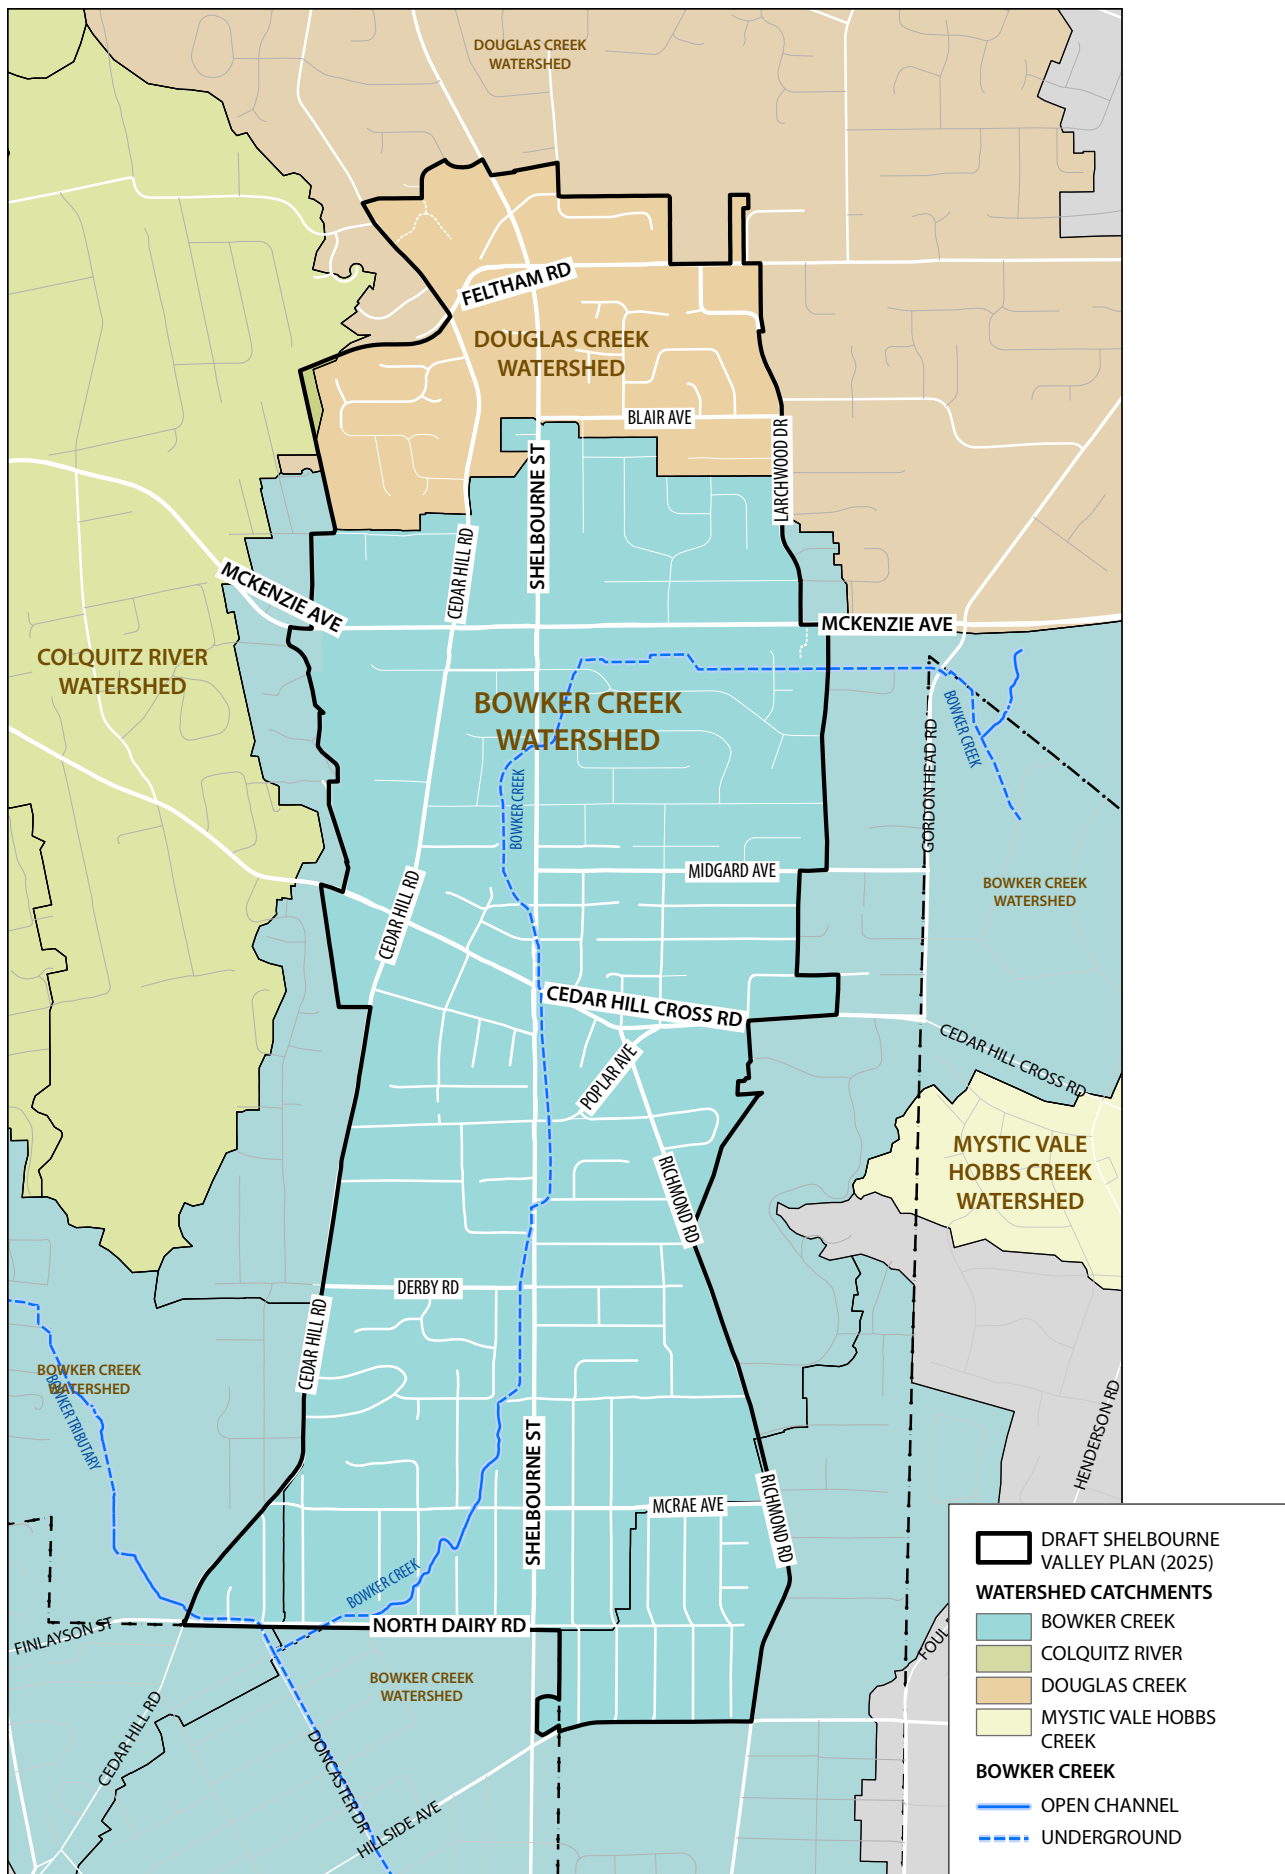 DOUGLAS CREEK
WATERSHED
FELTHAM RD
DOUGLAS CREEK
WATERSHED
BLAIR AVE
LARCHWOOD DR
SHELBOURNE ST
CEDAR HILL RD
MCKENZIE AVE
MCKENZIE AVE
COLQUITZ RIVER
WATERSHED
BOWKER CREEK
WATERSHED
BOWKER CREEK
GORDON HEAD RD
BOWKER CREEK
MIDGARD AVE
BOWKER CREEK
WATERSHED
CEDAR HILL RD
CEDAR HILL CROSS RD
CEDAR HILL CROSS RD
POPLAR AVE
MYSTIC VALE
HOBBS CREEK
WATERSHED
RICHMOND RD
DERBY RD
CEDAR HILL RD
BOWKER CREEK
WATERSHED
BOWKER TRIBUTARY
HENDERSON RD
SHELBOURNE ST
MCRAE AVE
RICHMOND RD
BOWKER CREEK
NORTH DAIRY RD
FINLAYSON ST
BOWKER CREEK
WATERSHED
CEDAR HILL RD
DONCASTER DR
HILLSIDE AVE
DRAFT SHELBOURNE
VALLEY PLAN (2025)
WATERSHED CATCHMENTS
BOWKER CREEK
COLQUITZ RIVER
DOUGLAS CREEK
MYSTIC VALE HOBBS
CREEK
BOWKER CREEK
OPEN CHANNEL
UNDERGROUND